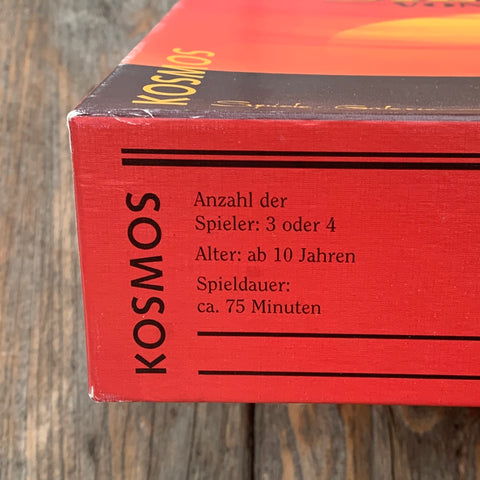 KOSMOS
KOSMOS
Anzahl der
Spieler: 3 oder 4
Alter: ab 10 Jahren
Spieldauer:
ca. 75 Minuten